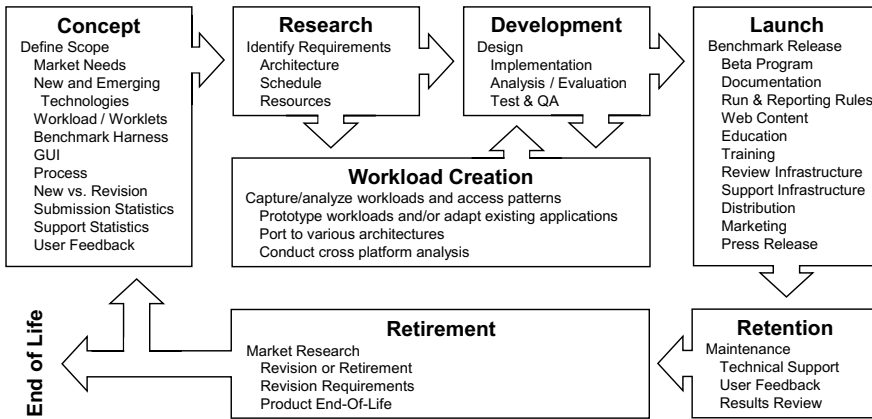 Concept
Define Scope
Market Needs
New and Emerging
Technologies
Workload / Worklets
Benchmark Harness
GUI
Process
New vs. Revision
Submission Statistics
Support Statistics
User Feedback
Research
Identify Requirements
Architecture
Schedule
Resources
Development
Design
Implementation
Analysis / Evaluation
Test & QA
Launch
Benchmark Release
Beta Program
Documentation
Run & Reporting Rules
Web Content
Education
Training
Review Infrastructure
Support Infrastructure
Distribution
Marketing
Press Release
Workload Creation
Capture/analyze workloads and access patterns
Prototype workloads and/or adapt existing applications
Port to various architectures
Conduct cross platform analysis
Retention
Maintenance
Technical Support
User Feedback
Results Review
Retirement
Market Research
Revision or Retirement
Revision Requirements
Product End-Of-Life
End of Life